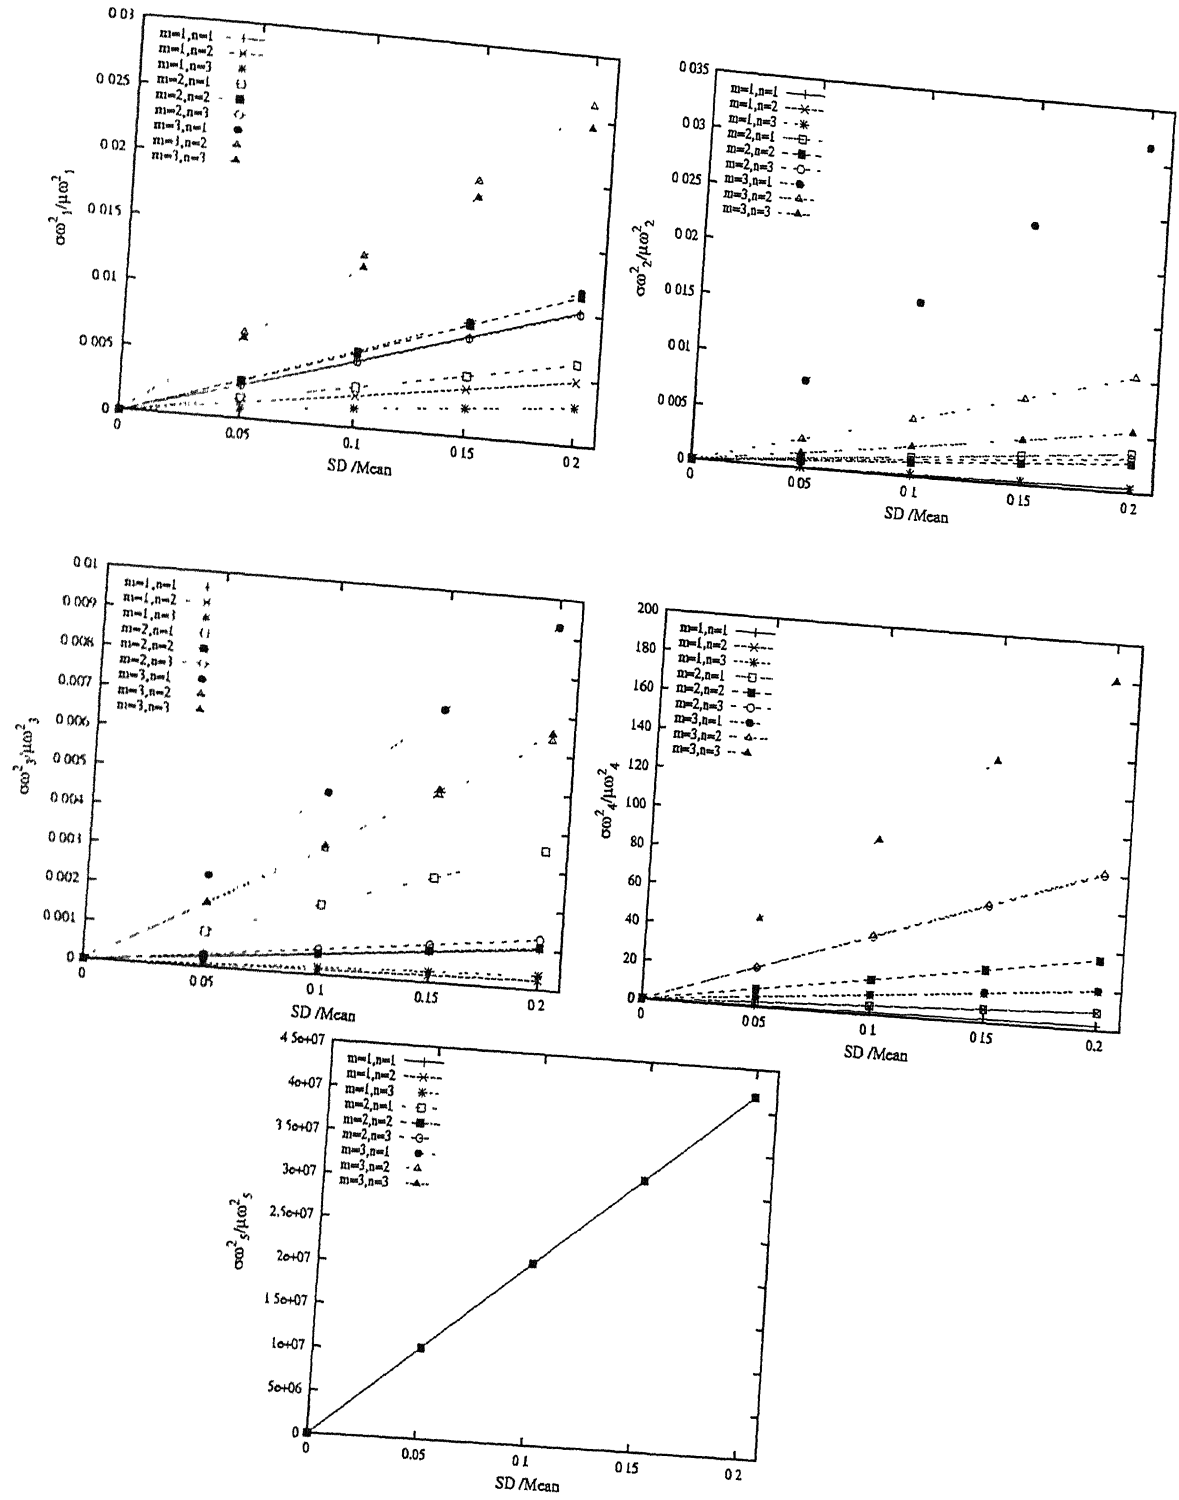 0 03
0 025
0 02
0 015
0 01
0 005
0
m=1,n=1
m=1,n=2
m=1,n=3
m=2,n=1
m=2,n=2
m=2,n=3
m=3,n=1
m=3,n=2
m=3,n=3
σω²₁/μω²₁
0 0.05 0.1 0.15 0.2
SD /Mean
0 035
0 03
0 025
0 02
0 015
0 01
0 005
0
m=1,n=1
m=1,n=2
m=1,n=3
m=2,n=1
m=2,n=2
m=2,n=3
m=3,n=1
m=3,n=2
m=3,n=3
σω²₂/μω²₂
0 0.05 0 1 0 15 0 2
SD /Mean
0 01
0 009
0 008
0 007
0 006
0 005
0 004
0 003
0 002
0 001
0
m=1,n=1
m=1,n=2
m=1,n=3
m=2,n=1
m=2,n=2
m=2,n=3
m=3,n=1
m=3,n=2
m=3,n=3
σω²₃/μω²₃
0 0 05 0 1 0 15 0 2
SD /Mean
200
180
160
140
120
100
80
60
40
20
0
m=1,n=1
m=1,n=2
m=1,n=3
m=2,n=1
m=2,n=2
m=2,n=3
m=3,n=1
m=3,n=2
m=3,n=3
σω²₄/μω²₄
0 0 05 0 1 0 15 0 2
SD /Mean
4 5e+07
4e+07
3 5e+07
3e+07
2.5e+07
2e+07
1 5e+07
1e+07
5e+06
0
m=1,n=1
m=1,n=2
m=1,n=3
m=2,n=1
m=2,n=2
m=2,n=3
m=3,n=1
m=3,n=2
m=3,n=3
σω²₅/μω²₅
0 0.05 0 1 0 15 0 2
SD /Mean